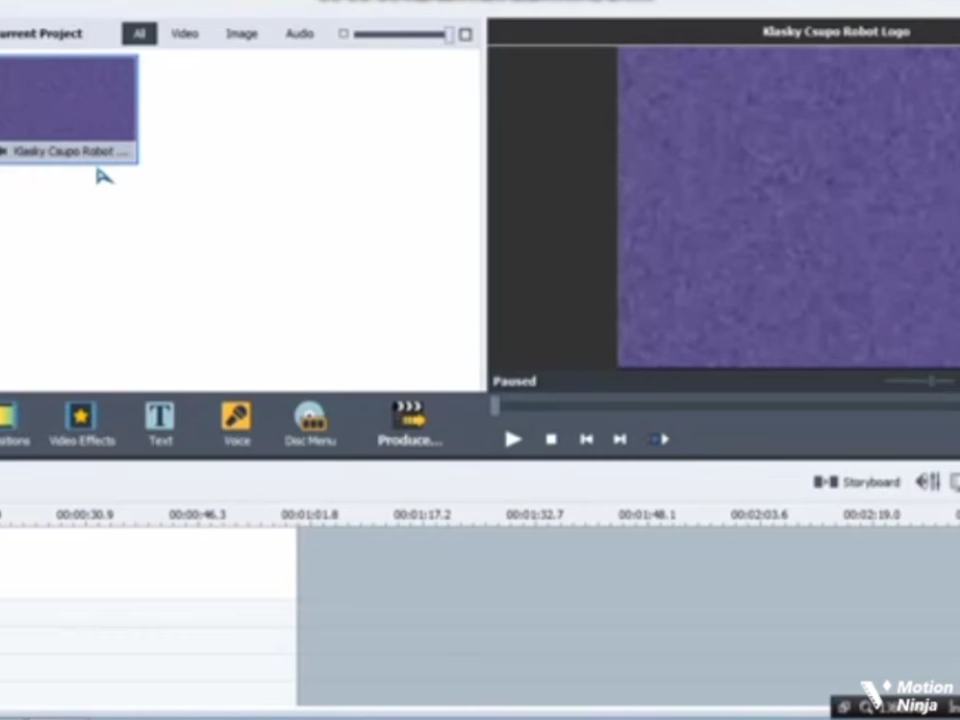 urrent Project
All Video Image Audio
Klasky Csupo Robot Logo
Klasky Csupo Robot ....
Paused
Video Effects Text Voice Disc Menu Produce...
Storyboard
00:00:30.9 00:00:46.3 00:01:01.8 00:01:17.2 00:01:32.7 00:01:48.1 00:02:03.6 00:02:19.0
Motion
Ninja